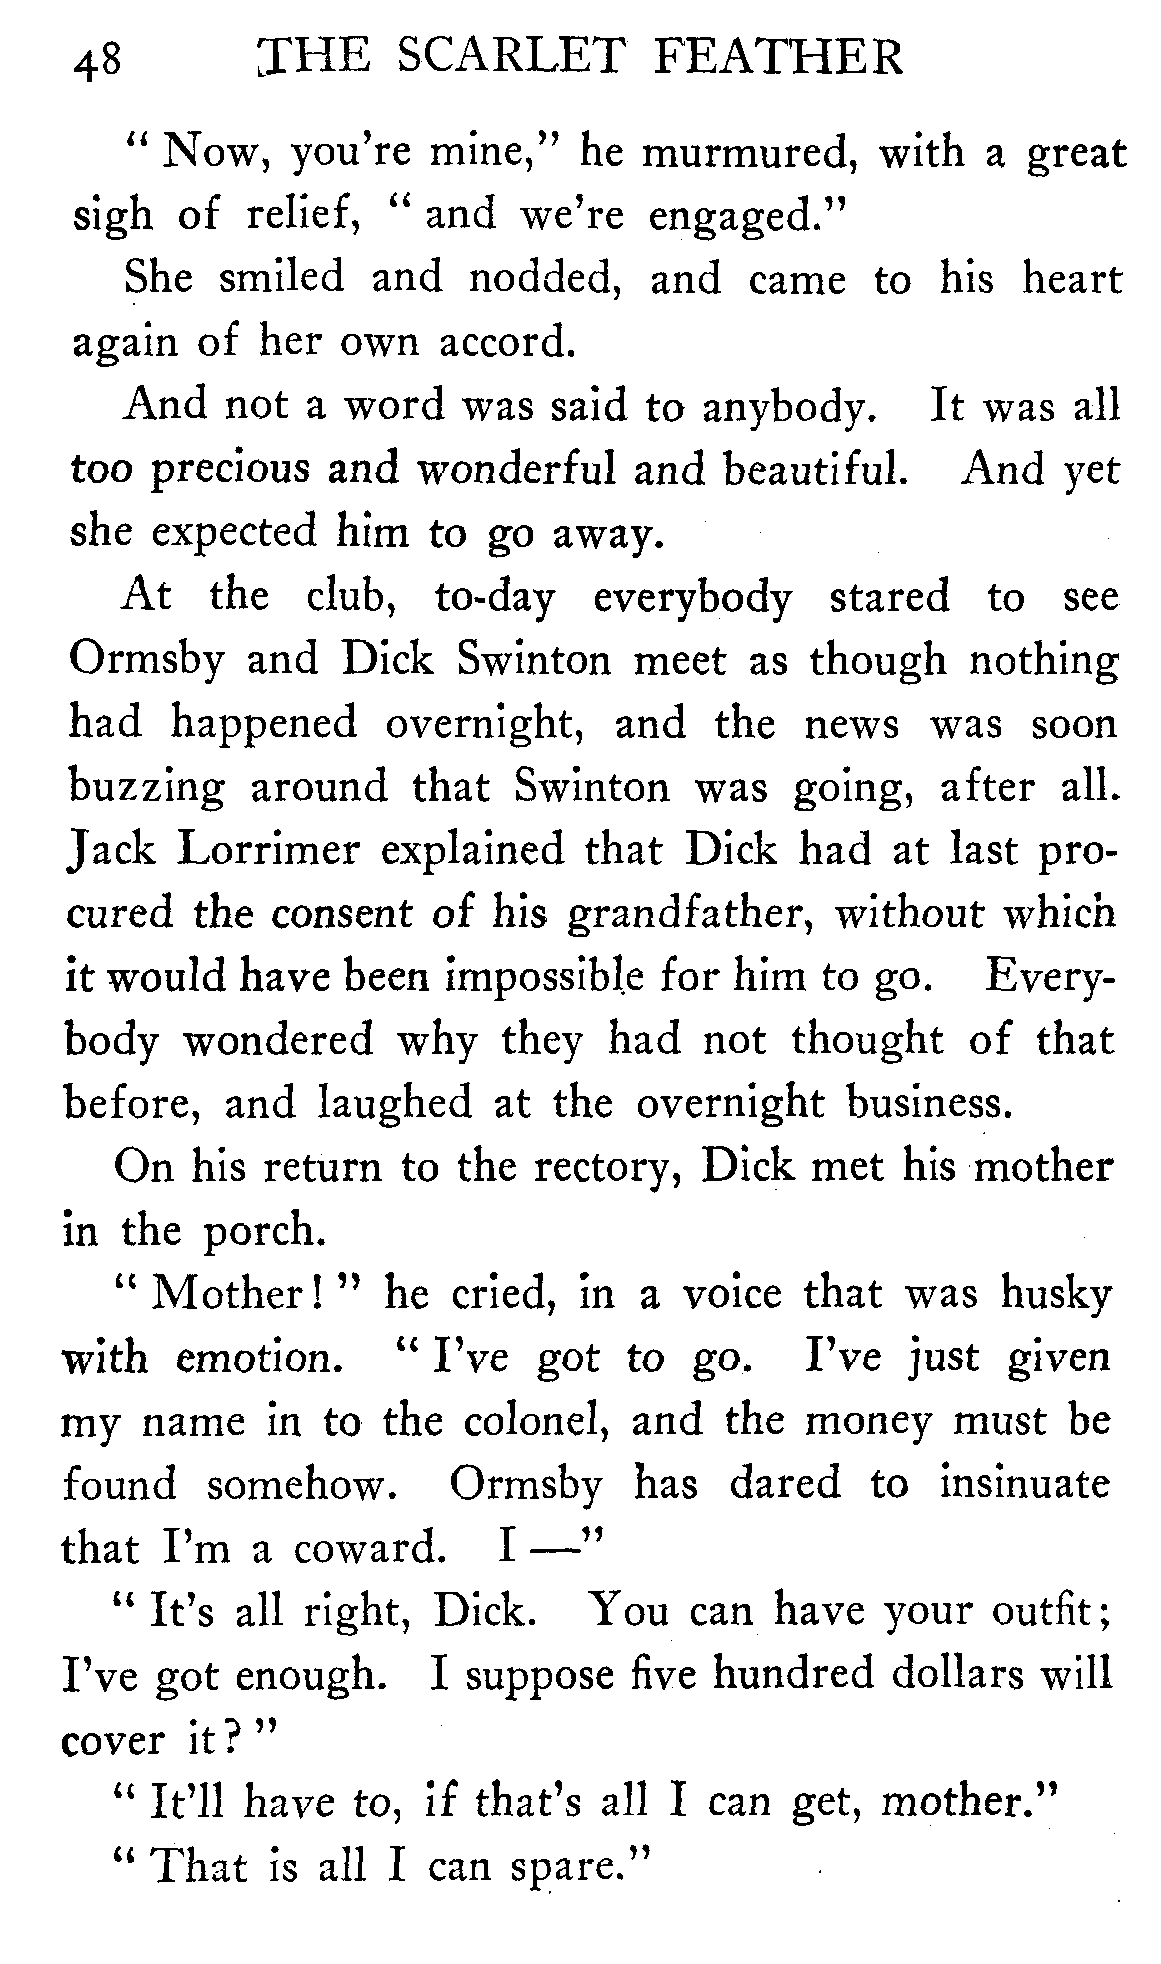 48 THE SCARLET FEATHER
" Now, you're mine," he murmured, with a great
sigh of relief, " and we're engaged."
She smiled and nodded, and came to his heart
again of her own accord.
And not a word was said to anybody. It was all
too precious and wonderful and beautiful. And yet
she expected him to go away.
At the club, to-day everybody stared to see
Ormsby and Dick Swinton meet as though nothing
had happened overnight, and the news was soon
buzzing around that Swinton was going, after all.
Jack Lorrimer explained that Dick had at last pro-
cured the consent of his grandfather, without which
it would have been impossible for him to go. Every-
body wondered why they had not thought of that
before, and laughed at the overnight business.
On his return to the rectory, Dick met his mother
in the porch.
" Mother! " he cried, in a voice that was husky
with emotion. " I've got to go. I've just given
my name in to the colonel, and the money must be
found somehow. Ormsby has dared to insinuate
that I'm a coward. I —"
" It's all right, Dick. You can have your outfit;
I've got enough. I suppose five hundred dollars will
cover it? "
" It'll have to, if that's all I can get, mother."
" That is all I can spare."